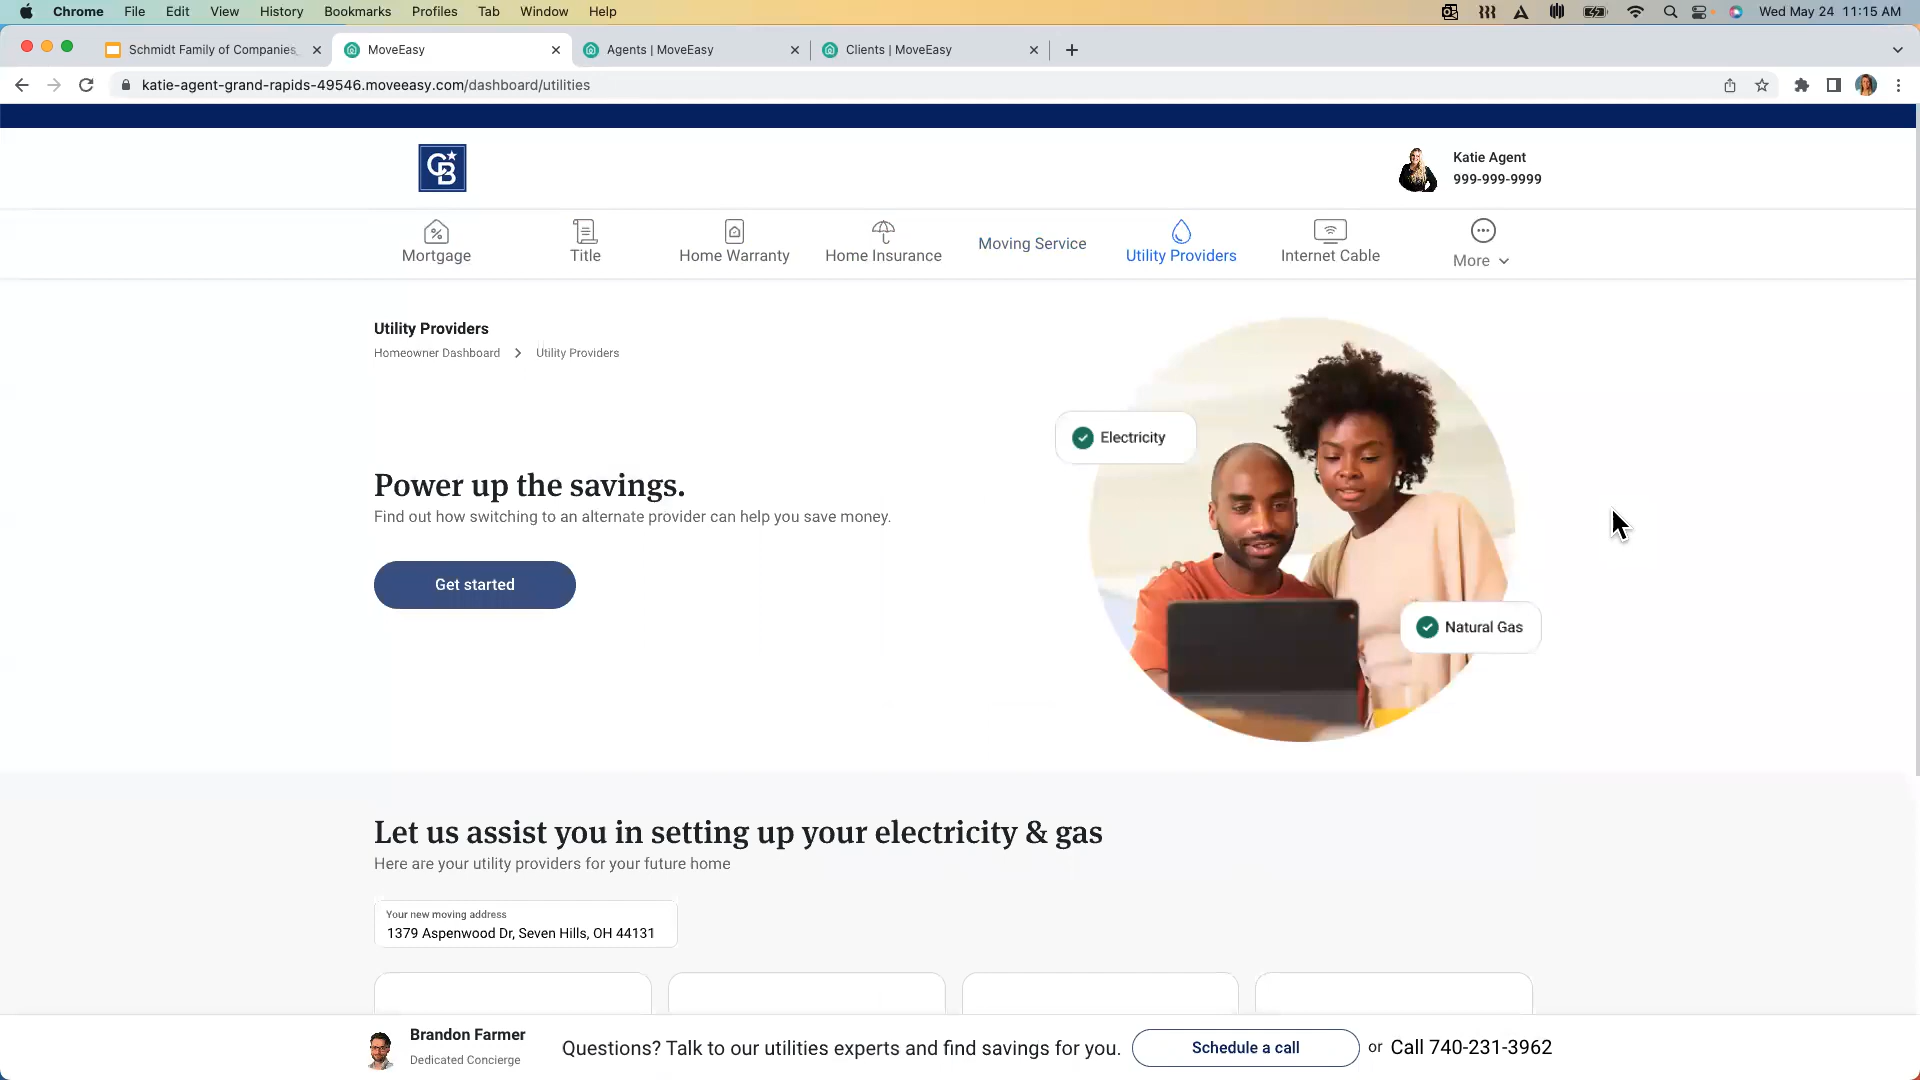 Chrome File Edit View History Bookmarks Profiles Tab Window Help Wed May 24 11:15 AM
Schmidt Family of Companies_ MoveEasy Agents | MoveEasy Clients | MoveEasy
katie-agent-grand-rapids-49546.moveeasy.com/dashboard/utilities
CB
Katie Agent
999-999-9999
Mortgage Title Home Warranty Home Insurance Moving Service Utility Providers Internet Cable More
Utility Providers
Homeowner Dashboard > Utility Providers
Electricity
Power up the savings.
Find out how switching to an alternate provider can help you save money.
Get started
Natural Gas
Let us assist you in setting up your electricity & gas
Here are your utility providers for your future home
Your new moving address
1379 Aspenwood Dr, Seven Hills, OH 44131
Brandon Farmer
Dedicated Concierge
Questions? Talk to our utilities experts and find savings for you. Schedule a call or Call 740-231-3962